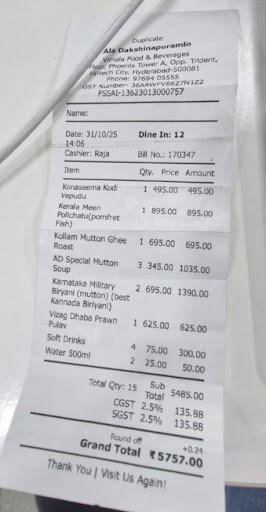 Duplicate
Ala Dakshinapuramlo
Vimala Food & Beverages
Floor, Phoenix Tower A, Opp. Trident,
Hi-tech City, Hyderabad-500081
Phone: 97694 05555
GST Number- 36AAWFV6627N1Z2
FSSAI-13623013000757
Name:
Date: 31/10/25 Dine In: 12
14:06
Cashier: Raja Bill No.: 170347
Item Qty. Price Amount
Konaseema Kodi 1 495.00 495.00
Vepudu
Kerala Meen 1 895.00 895.00
Polichatu(pomfret
Fish)
Kollam Mutton Ghee 1 695.00 695.00
Roast
AD Special Mutton 3 345.00 1035.00
Soup
Karnataka Military 2 695.00 1390.00
Biryani (mutton) (best
Kannada Biriyani)
Vizag Dhaba Prawn 1 625.00 625.00
Pulav
Soft Drinks 4 75.00 300.00
Water 500ml 2 25.00 50.00
Total Qty: 15 Sub 5485.00
Total
CGST 2.5% 135.88
SGST 2.5% 135.88
Round off +0.24
Grand Total ₹5757.00
Thank You | Visit Us Again!